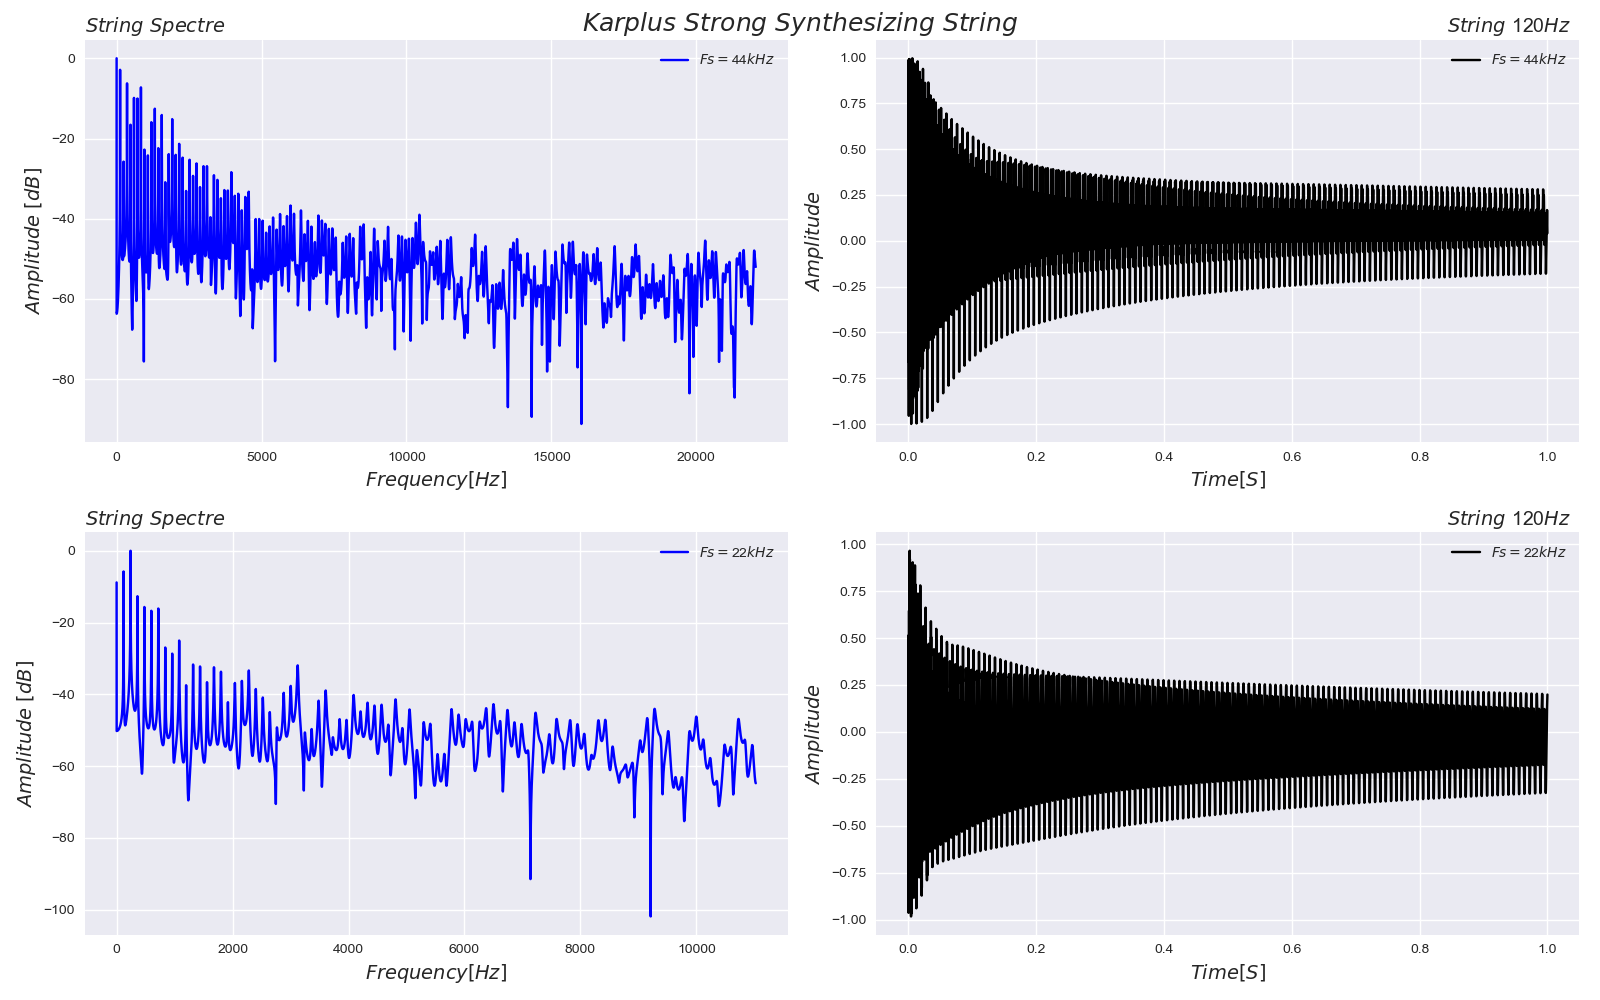 Karplus Strong Synthesizing String
String Spectre
Fs = 44kHz
0
−20
−40
−60
−80
Amplitude [dB]
0 5000 10000 15000 20000
Frequency[Hz]
String 120Hz
Fs = 44kHz
1.00
0.75
0.50
0.25
0.00
−0.25
−0.50
−0.75
−1.00
Amplitude
0.0 0.2 0.4 0.6 0.8 1.0
Time[S]
String Spectre
Fs = 22kHz
0
−20
−40
−60
−80
−100
Amplitude [dB]
0 2000 4000 6000 8000 10000
Frequency[Hz]
String 120Hz
Fs = 22kHz
1.00
0.75
0.50
0.25
0.00
−0.25
−0.50
−0.75
−1.00
Amplitude
0.0 0.2 0.4 0.6 0.8 1.0
Time[S]